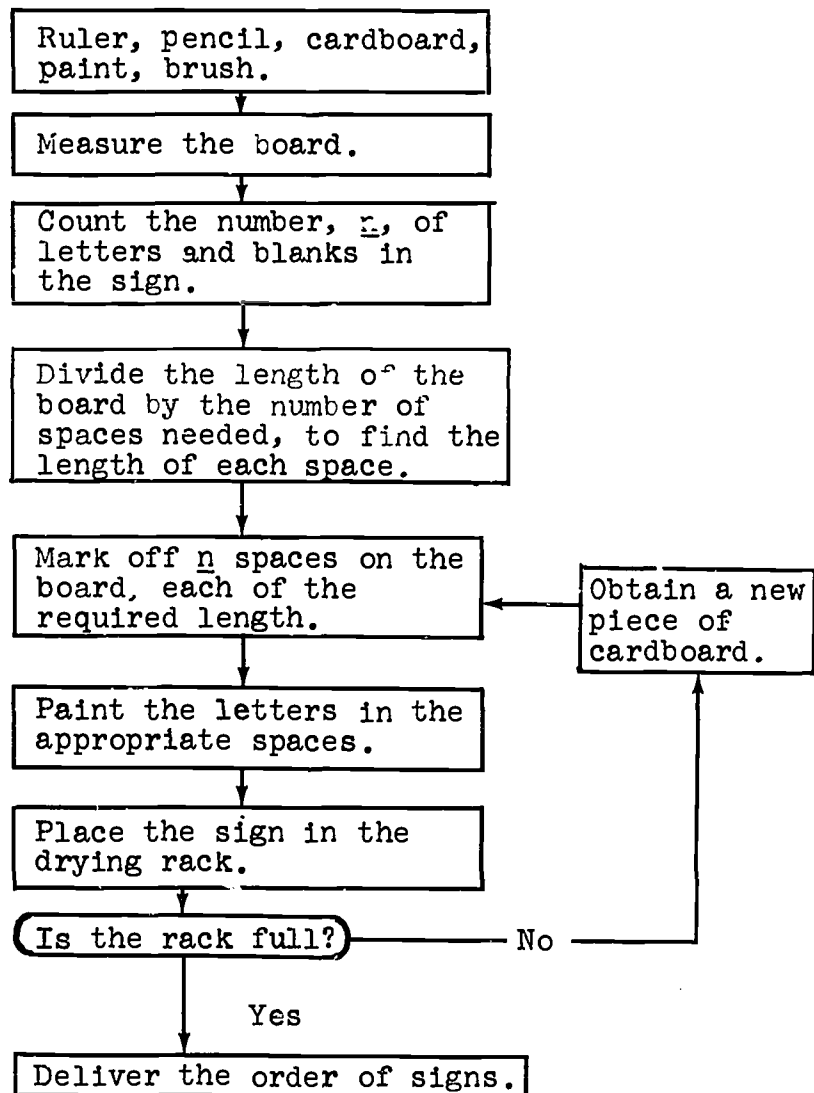 Ruler, pencil, cardboard,
paint, brush.
Measure the board.
Count the number, n, of
letters and blanks in
the sign.
Divide the length of the
board by the number of
spaces needed, to find the
length of each space.
Mark off n spaces on the
board, each of the
required length.
Obtain a new
piece of
cardboard.
Paint the letters in the
appropriate spaces.
Place the sign in the
drying rack.
Is the rack full?
No
Yes
Deliver the order of signs.